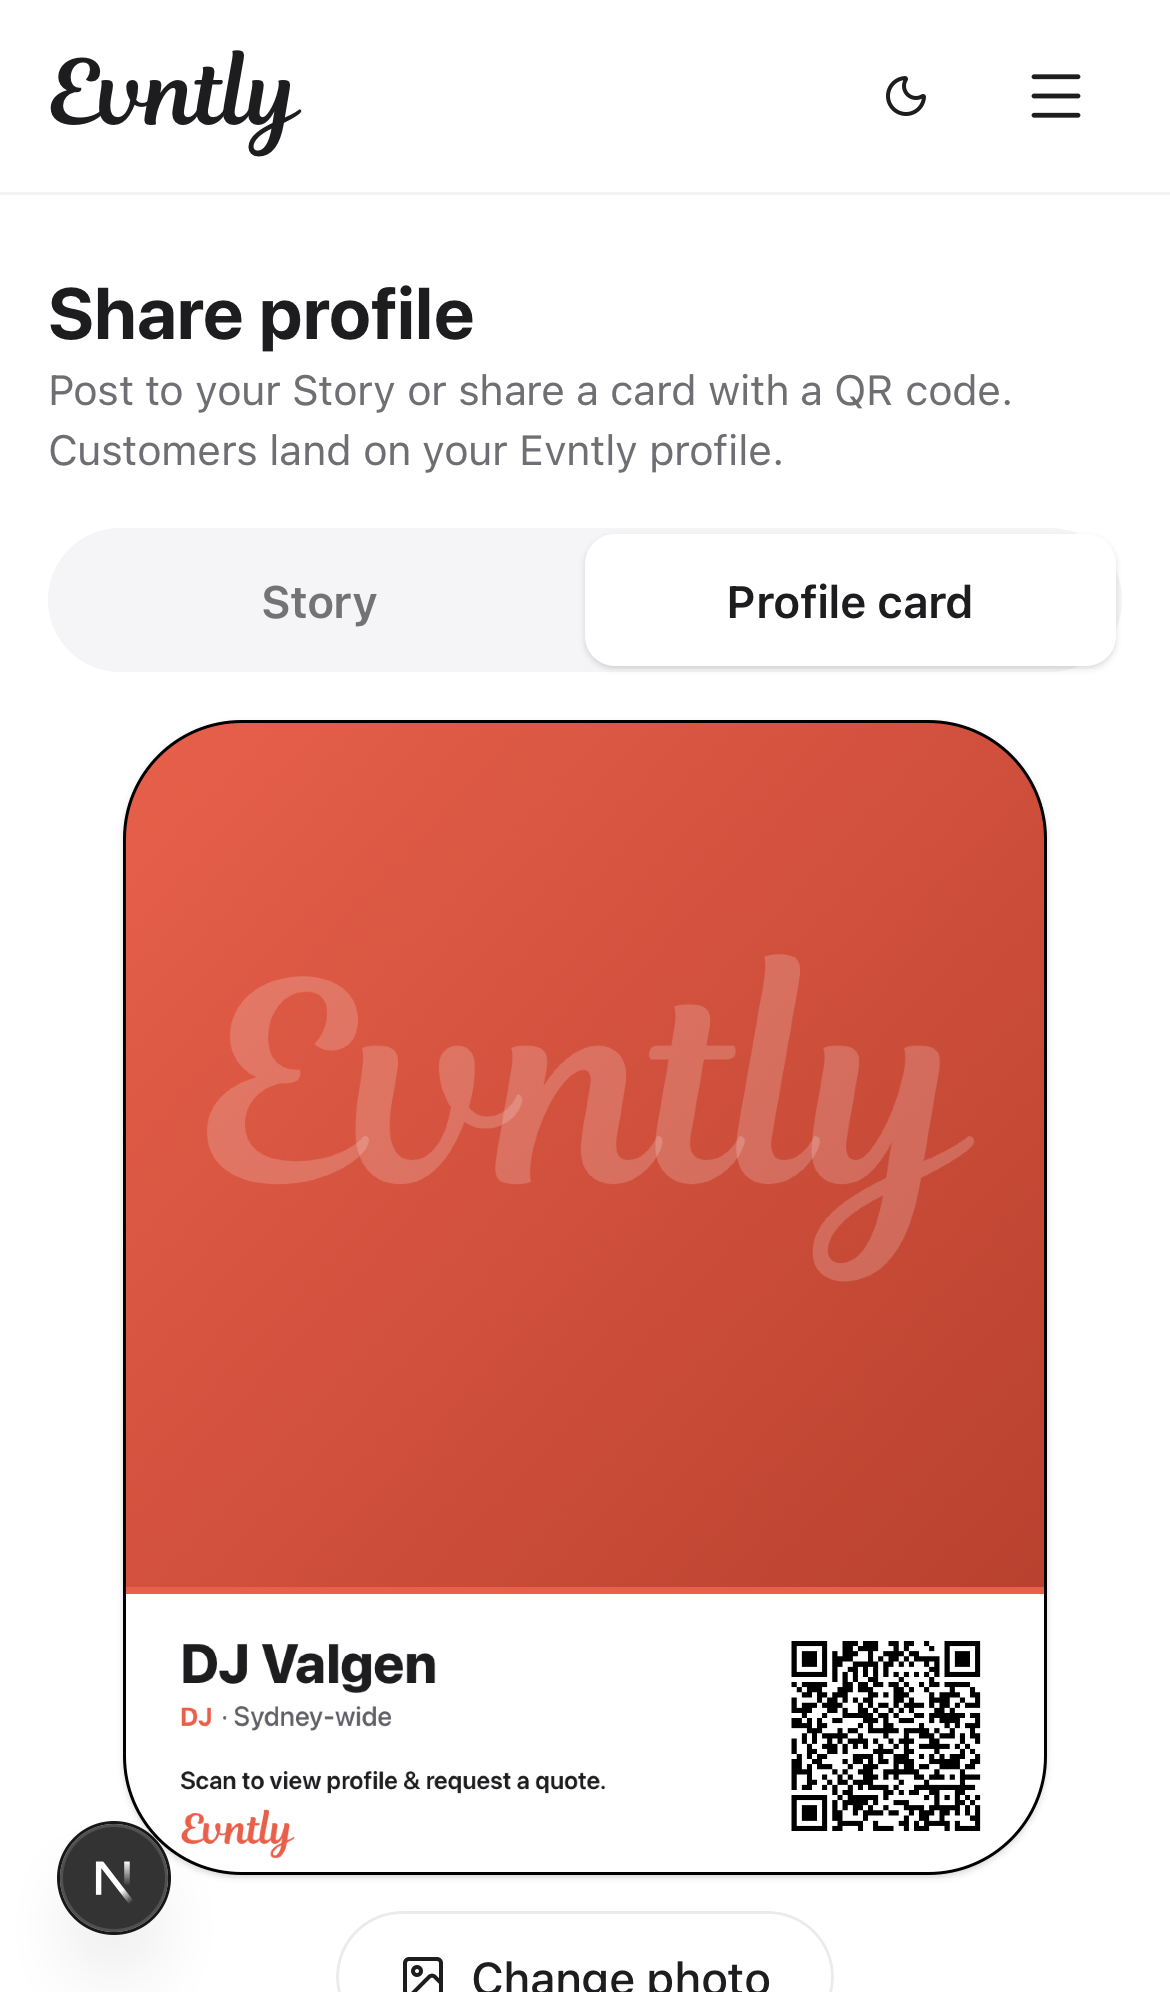 Evntly
Share profile
Post to your Story or share a card with a QR code.
Customers land on your Evntly profile.
Story
Profile card
Evntly
DJ Valgen
DJ · Sydney-wide
Scan to view profile & request a quote.
Evntly
N
Change photo